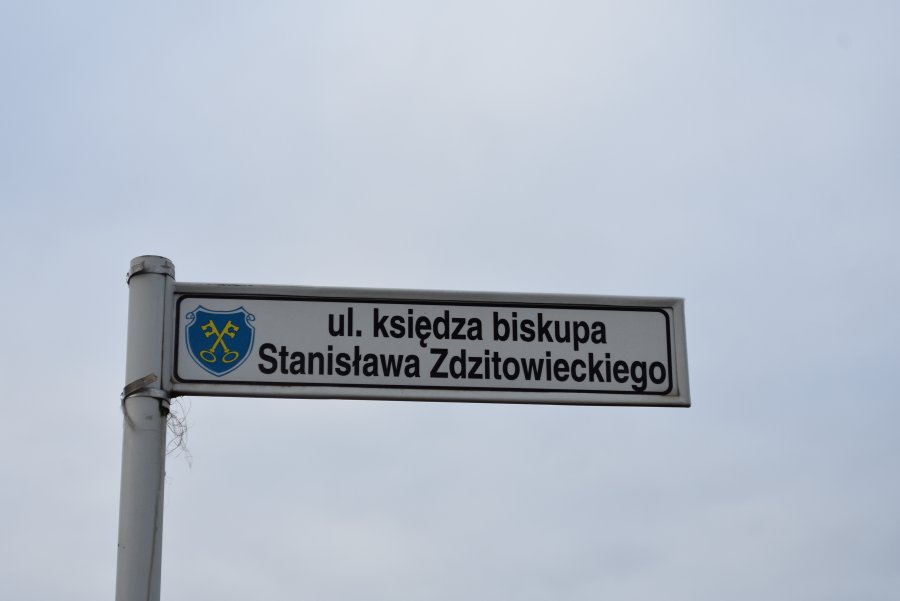 ul. księdza biskupa
Stanisława Zdzitowieckiego